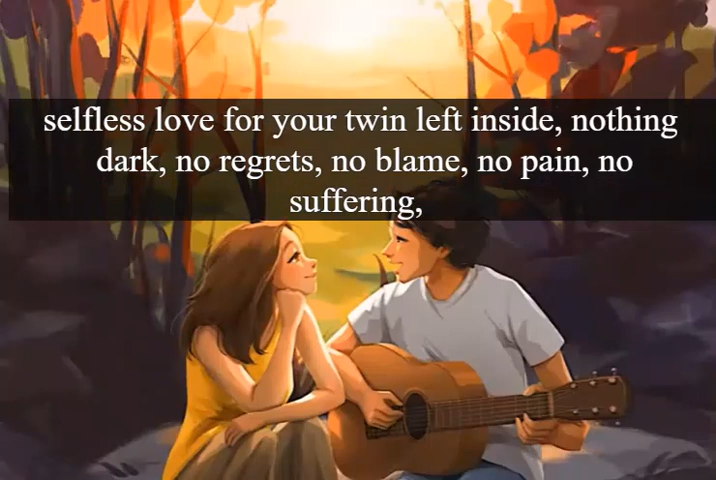 selfless love for your twin left inside, nothing
dark, no regrets, no blame, no pain, no
suffering,